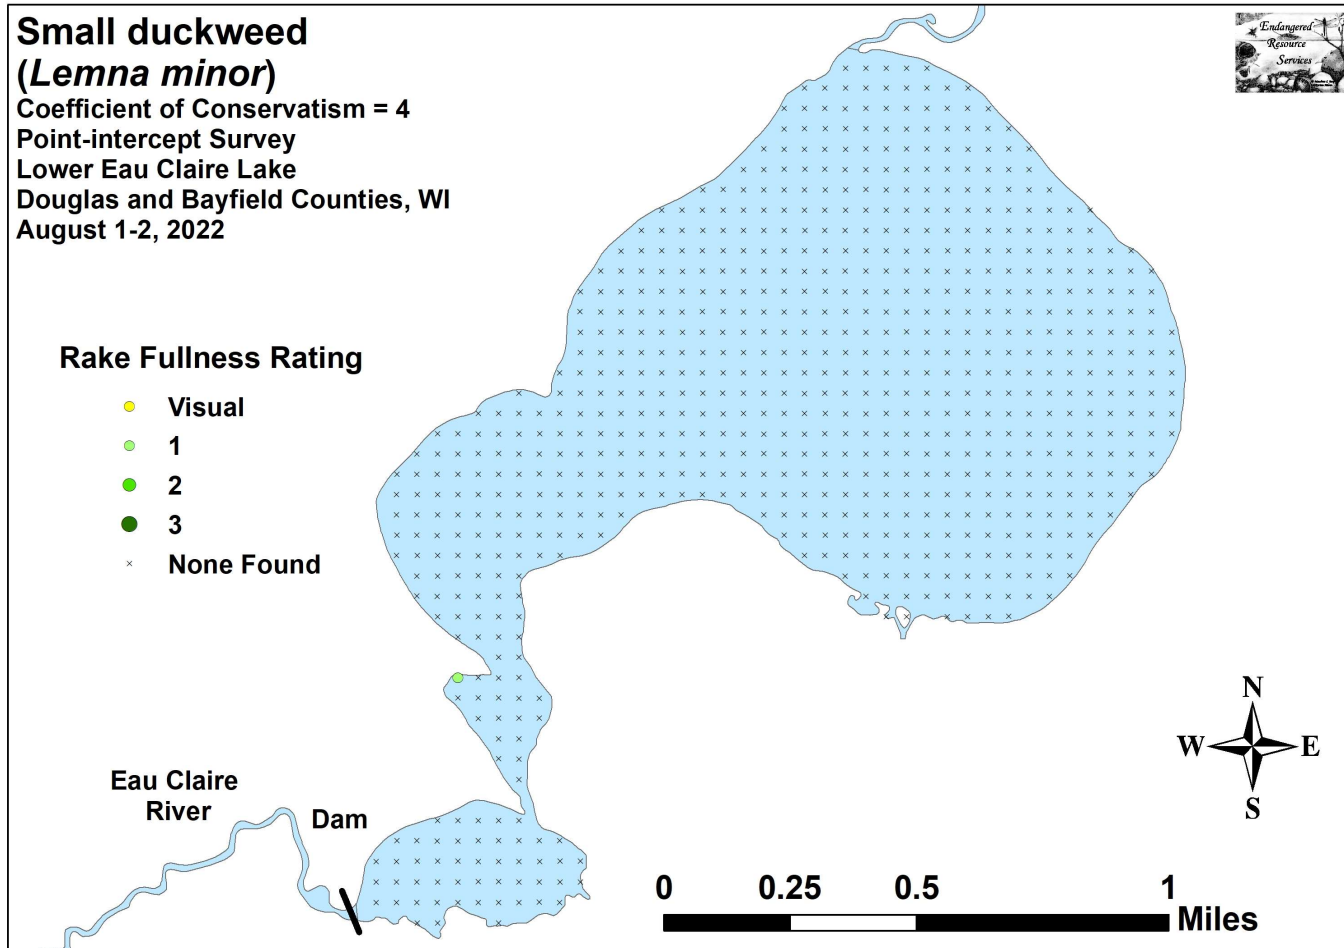 Small duckweed
(Lemna minor)
Coefficient of Conservatism = 4
Point-intercept Survey
Lower Eau Claire Lake
Douglas and Bayfield Counties, WI
August 1-2, 2022
Endangered
Resource
Services
Rake Fullness Rating
Visual
1
2
3
None Found
N
W E
S
Eau Claire
River
Dam
0 0.25 0.5 1
Miles